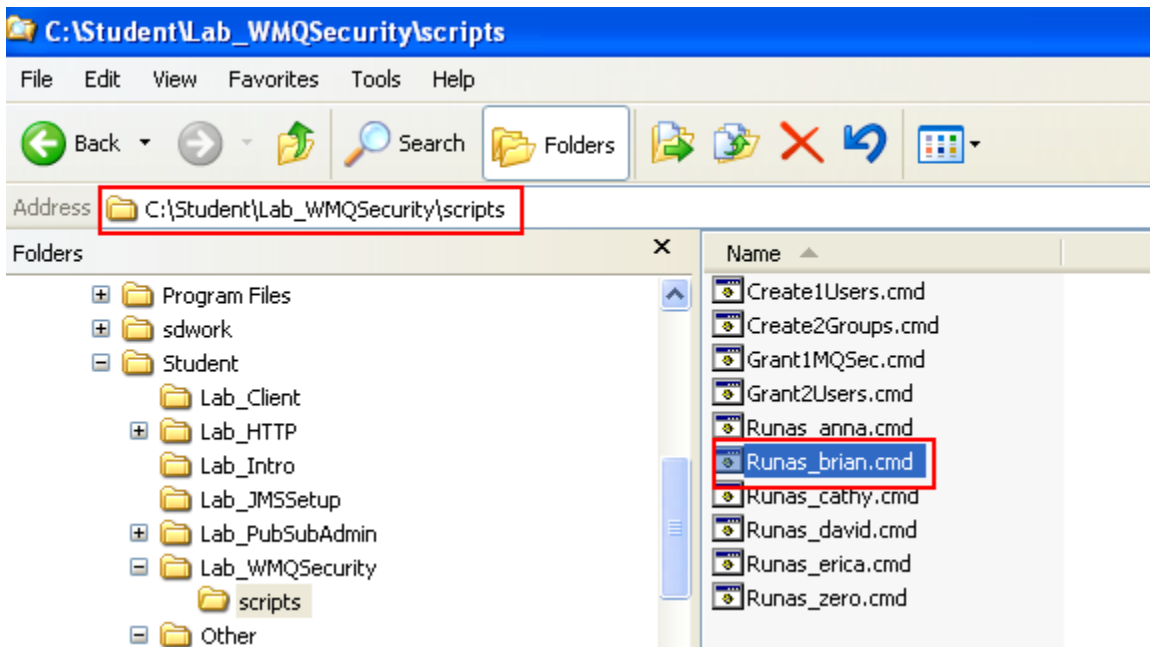 C:\Student\Lab_WMQSecurity\scripts
File Edit View Favorites Tools Help
Back Search Folders
Address C:\Student\Lab_WMQSecurity\scripts
Folders
Program Files
sdwork
Student
Lab_Client
Lab_HTTP
Lab_Intro
Lab_JMSSetup
Lab_PubSubAdmin
Lab_WMQSecurity
scripts
Other
Name
Create1Users.cmd
Create2Groups.cmd
Grant1MQSec.cmd
Grant2Users.cmd
Runas_anna.cmd
Runas_brian.cmd
Runas_cathy.cmd
Runas_david.cmd
Runas_erica.cmd
Runas_zero.cmd